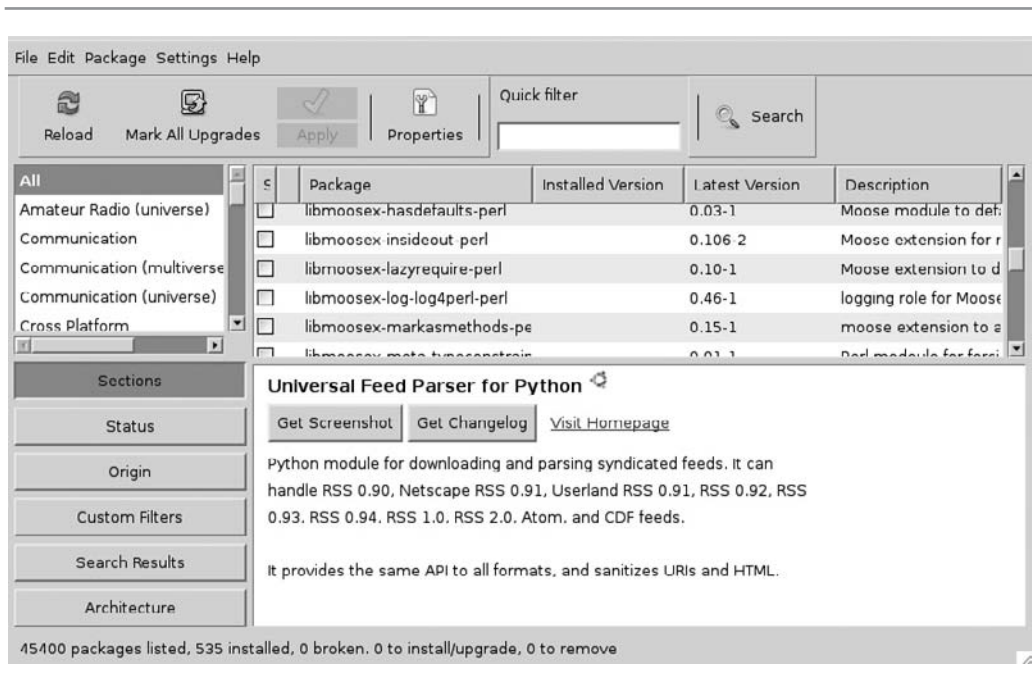 File Edit Package Settings Help
Reload Mark All Upgrades Apply Properties Quick filter Search
All
Amateur Radio (universe)
Communication
Communication (multiverse
Communication (universe)
Cross Platform
S Package Installed Version Latest Version Description
libmoosex-hasdefaults-perl 0.03-1 Moose module to def
libmoosex-insideout-perl 0.106-2 Moose extension for r
libmoosex-lazyrequire-perl 0.10-1 Moose extension to d
libmoosex-log-log4perl-perl 0.46-1 logging role for Moose
libmoosex-markasmethods-pe 0.15-1 moose extension to a
libmoosex-meta-typeconstrain 0.01-1
Sections
Status
Origin
Custom Filters
Search Results
Architecture
Universal Feed Parser for Python
Get Screenshot Get Changelog Visit Homepage
Python module for downloading and parsing syndicated feeds. It can
handle RSS 0.90, Netscape RSS 0.91, Userland RSS 0.91, RSS 0.92, RSS
0.93, RSS 0.94, RSS 1.0, RSS 2.0, Atom, and CDF feeds.
It provides the same API to all formats, and sanitizes URIs and HTML.
45400 packages listed, 535 installed, 0 broken. 0 to install/upgrade, 0 to remove